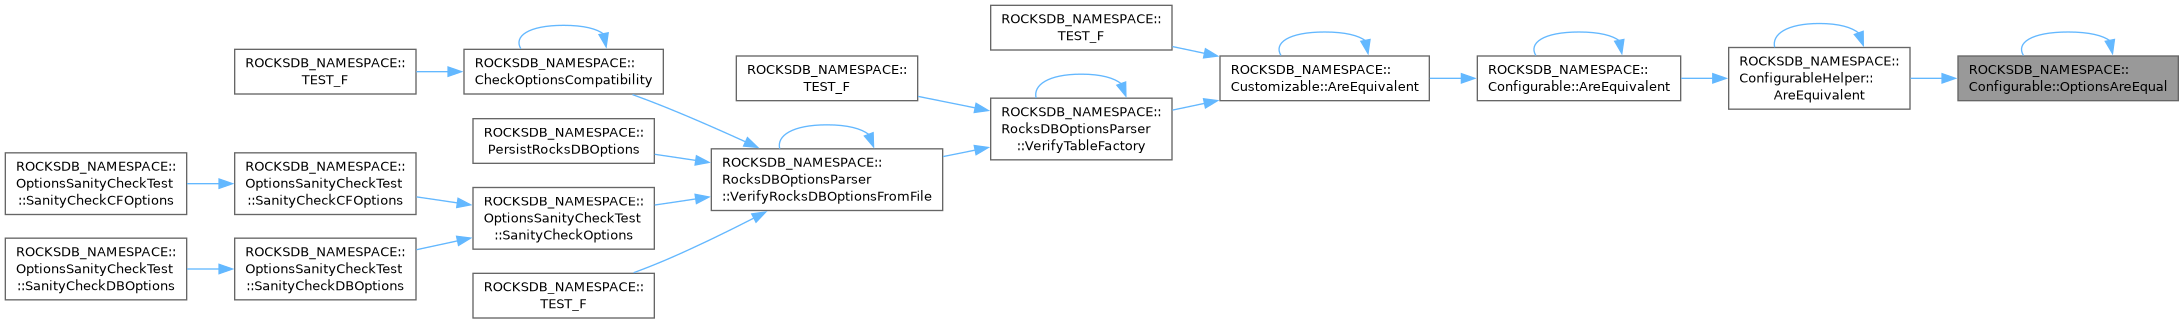 ROCKSDB_NAMESPACE::
OptionsSanityCheckTest
::SanityCheckCFOptions
ROCKSDB_NAMESPACE::
OptionsSanityCheckTest
::SanityCheckDBOptions
ROCKSDB_NAMESPACE::
TEST_F
ROCKSDB_NAMESPACE::
OptionsSanityCheckTest
::SanityCheckCFOptions
ROCKSDB_NAMESPACE::
OptionsSanityCheckTest
::SanityCheckDBOptions
ROCKSDB_NAMESPACE::
CheckOptionsCompatibility
ROCKSDB_NAMESPACE::
PersistRocksDBOptions
ROCKSDB_NAMESPACE::
OptionsSanityCheckTest
::SanityCheckOptions
ROCKSDB_NAMESPACE::
TEST_F
ROCKSDB_NAMESPACE::
TEST_F
ROCKSDB_NAMESPACE::
RocksDBOptionsParser
::VerifyRocksDBOptionsFromFile
ROCKSDB_NAMESPACE::
TEST_F
ROCKSDB_NAMESPACE::
RocksDBOptionsParser
::VerifyTableFactory
ROCKSDB_NAMESPACE::
Customizable::AreEquivalent
ROCKSDB_NAMESPACE::
Configurable::AreEquivalent
ROCKSDB_NAMESPACE::
ConfigurableHelper::
AreEquivalent
ROCKSDB_NAMESPACE::
Configurable::OptionsAreEqual